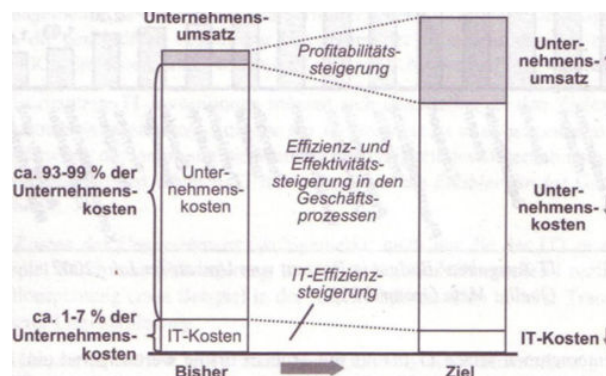 Unternehmens-
umsatz
Profitabilitäts-
steigerung
Unter-
nehmens-
umsatz
ca. 93-99 % der
Unternehmens-
kosten
Unter-
nehmens-
kosten
Effizienz- und
Effektivitäts-
steigerung in den
Geschäfts-
prozessen
Unter-
nehmens-
kosten
IT-Effizienz-
steigerung
ca. 1-7 % der
Unternehmens-
kosten
IT-Kosten
IT-Kosten
Bisher
Ziel